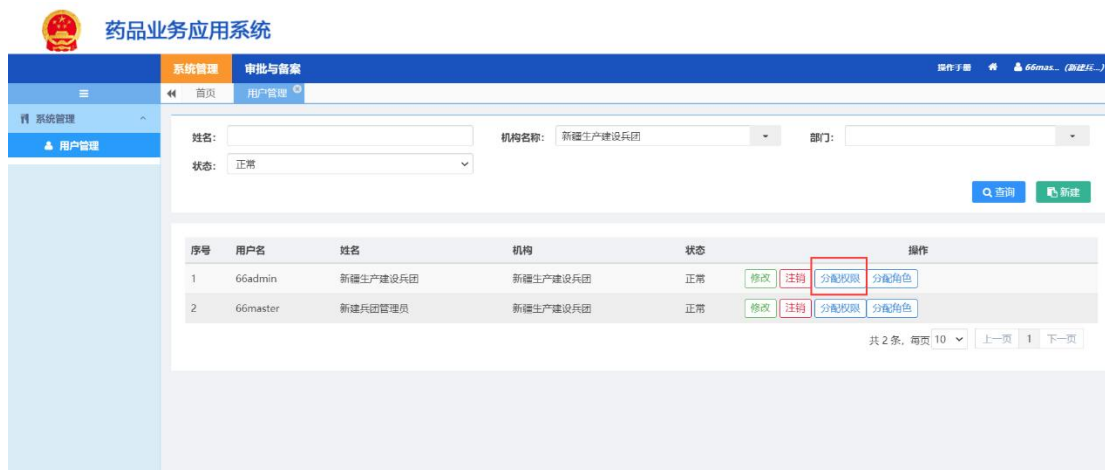 药品业务应用系统
系统管理 审批与备案 操作手册 66mas... (新建兵...)
首页 用户管理
系统管理
用户管理
姓名: 机构名称: 新疆生产建设兵团 部门:
状态: 正常
查询 新建
序号 用户名 姓名 机构 状态 操作
1 66admin 新疆生产建设兵团 新疆生产建设兵团 正常 修改 注销 分配权限 分配角色
2 66master 新建兵团管理员 新疆生产建设兵团 正常 修改 注销 分配权限 分配角色
共 2 条, 每页 10 上一页 1 下一页